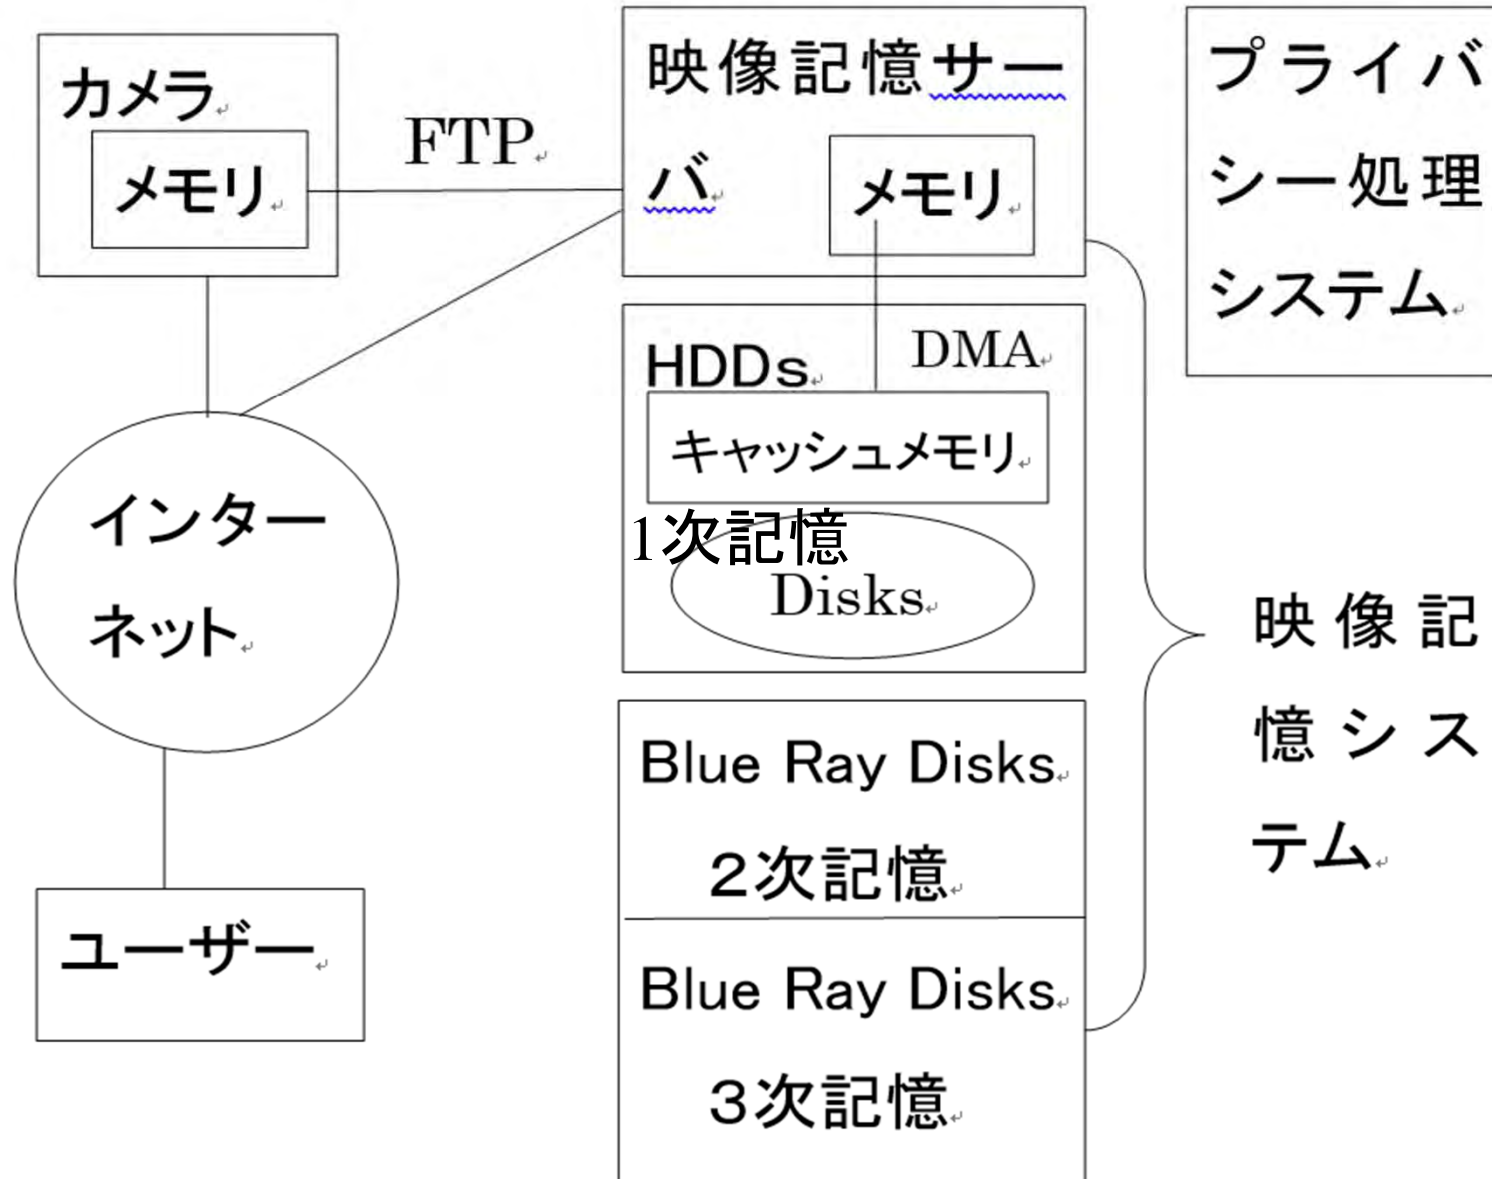 カメラ
メモリ
FTP
映像記憶サー
バ
メモリ
プライバ
シー処理
システム
HDDs
DMA
キャッシュメモリ
1次記憶
Disks
インター
ネット
ユーザー
Blue Ray Disks
2次記憶
Blue Ray Disks
3次記憶
映像記
憶シス
テム